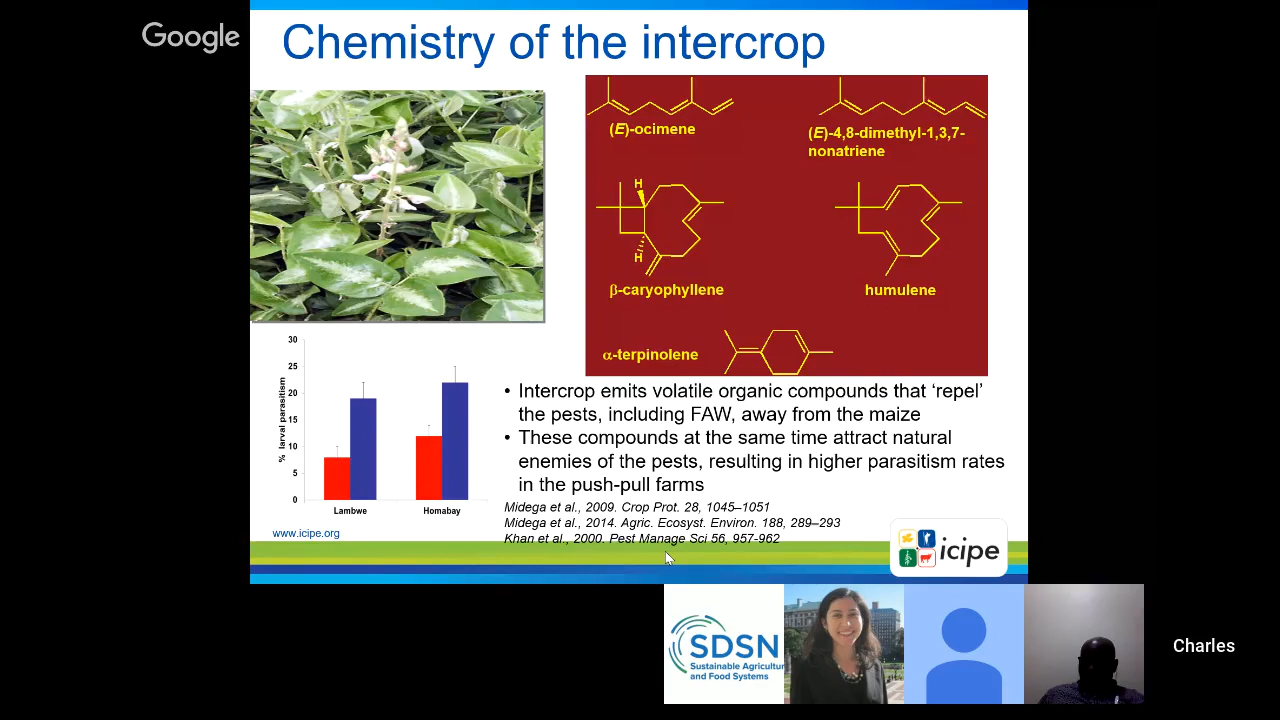 Google
Chemistry of the intercrop
(E)-ocimene
(E)-4,8-dimethyl-1,3,7-
nonatriene
H
H
β-caryophyllene
humulene
α-terpinolene
30
25
20
15
10
5
0
% larval parasitism
Lambwe
Homabay
• Intercrop emits volatile organic compounds that ‘repel’
the pests, including FAW, away from the maize
• These compounds at the same time attract natural
enemies of the pests, resulting in higher parasitism rates
in the push-pull farms
Midega et al., 2009. Crop Prot. 28, 1045–1051
Midega et al., 2014. Agric. Ecosyst. Environ. 188, 289–293
Khan et al., 2000. Pest Manage Sci 56, 957-962
www.icipe.org
icipe
SDSN
Sustainable Agricultu
and Food Systems
Charles